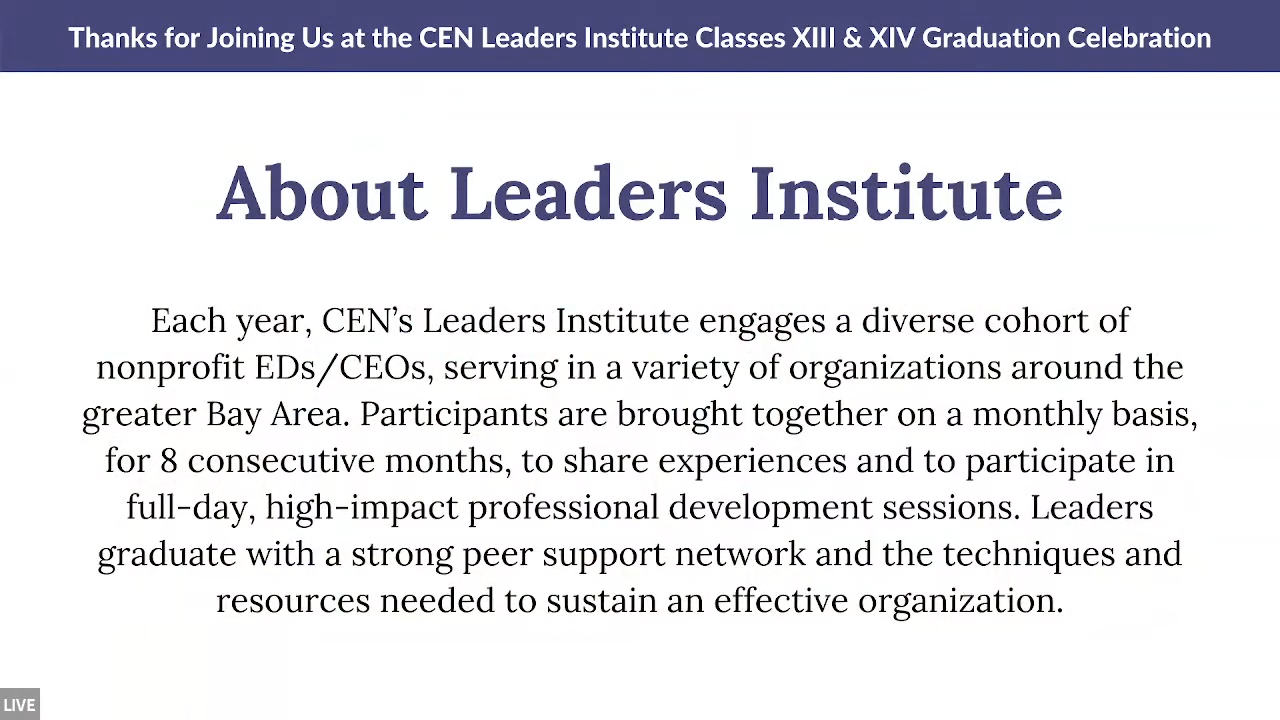 Thanks for Joining Us at the CEN Leaders Institute Classes XIII & XIV Graduation Celebration
About Leaders Institute
Each year, CEN’s Leaders Institute engages a diverse cohort of
nonprofit EDs/CEOs, serving in a variety of organizations around the
greater Bay Area. Participants are brought together on a monthly basis,
for 8 consecutive months, to share experiences and to participate in
full-day, high-impact professional development sessions. Leaders
graduate with a strong peer support network and the techniques and
resources needed to sustain an effective organization.
LIVE